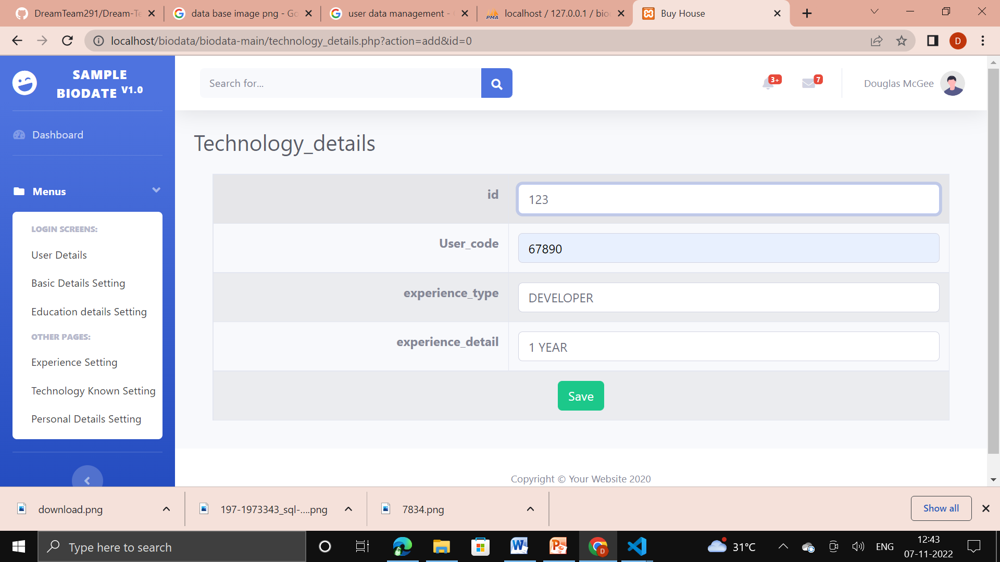 DreamTeam291/Dream-Te
data base image png - Go
user data management -
localhost / 127.0.0.1 / bio
Buy House
localhost/biodata/biodata-main/technology_details.php?action=add&id=0
D
SAMPLE
BIODATE V1.0
Search for...
3+
7
Douglas McGee
Dashboard
Technology_details
Menus
id
123
LOGIN SCREENS:
User_code
67890
User Details
Basic Details Setting
experience_type
DEVELOPER
Education details Setting
OTHER PAGES:
experience_detail
1 YEAR
Experience Setting
Technology Known Setting
Save
Personal Details Setting
Copyright © Your Website 2020
download.png
197-1973343_sql-....png
7834.png
Show all
Type here to search
31°C
ENG
12:43
07-11-2022